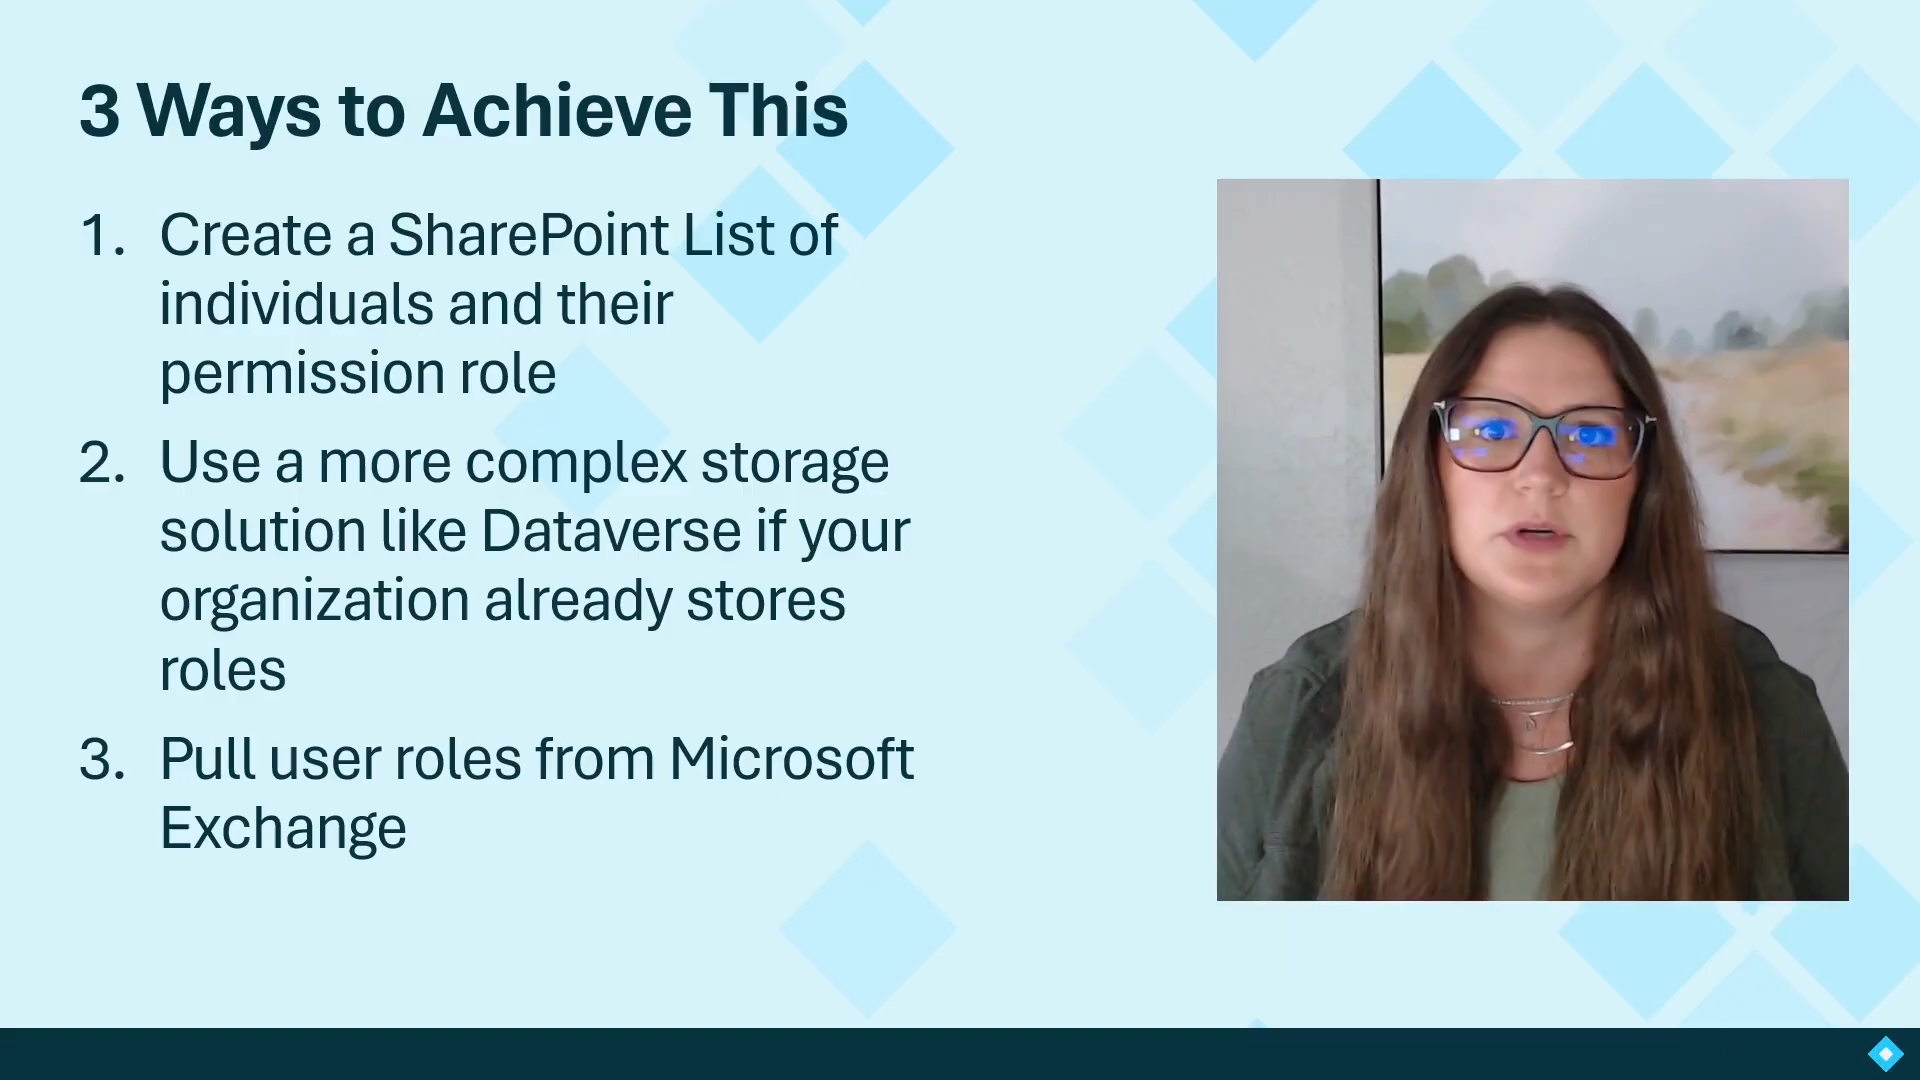 3 Ways to Achieve This
1. Create a SharePoint List of
individuals and their
permission role
2. Use a more complex storage
solution like Dataverse if your
organization already stores
roles
3. Pull user roles from Microsoft
Exchange